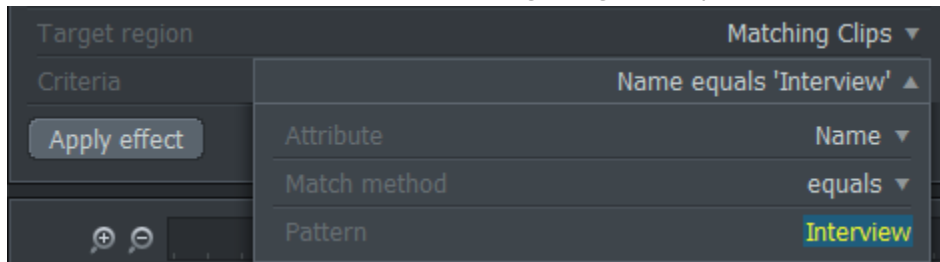 Target region Matching Clips
Criteria Name equals 'Interview'
Apply effect
Attribute Name
Match method equals
Pattern Interview